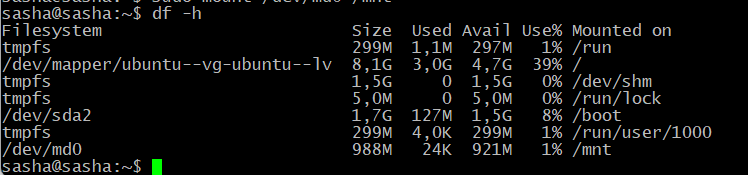 sasha@sasha:~$ sudo mount /dev/md0 /mnt
sasha@sasha:~$ df -h
Filesystem                         Size  Used Avail Use% Mounted on
tmpfs                              299M  1,1M  297M   1% /run
/dev/mapper/ubuntu--vg-ubuntu--lv  8,1G  3,0G  4,7G  39% /
tmpfs                              1,5G     0  1,5G   0% /dev/shm
tmpfs                              5,0M     0  5,0M   0% /run/lock
/dev/sda2                          1,7G  127M  1,5G   8% /boot
tmpfs                              299M  4,0K  299M   1% /run/user/1000
/dev/md0                           988M   24K  921M   1% /mnt
sasha@sasha:~$